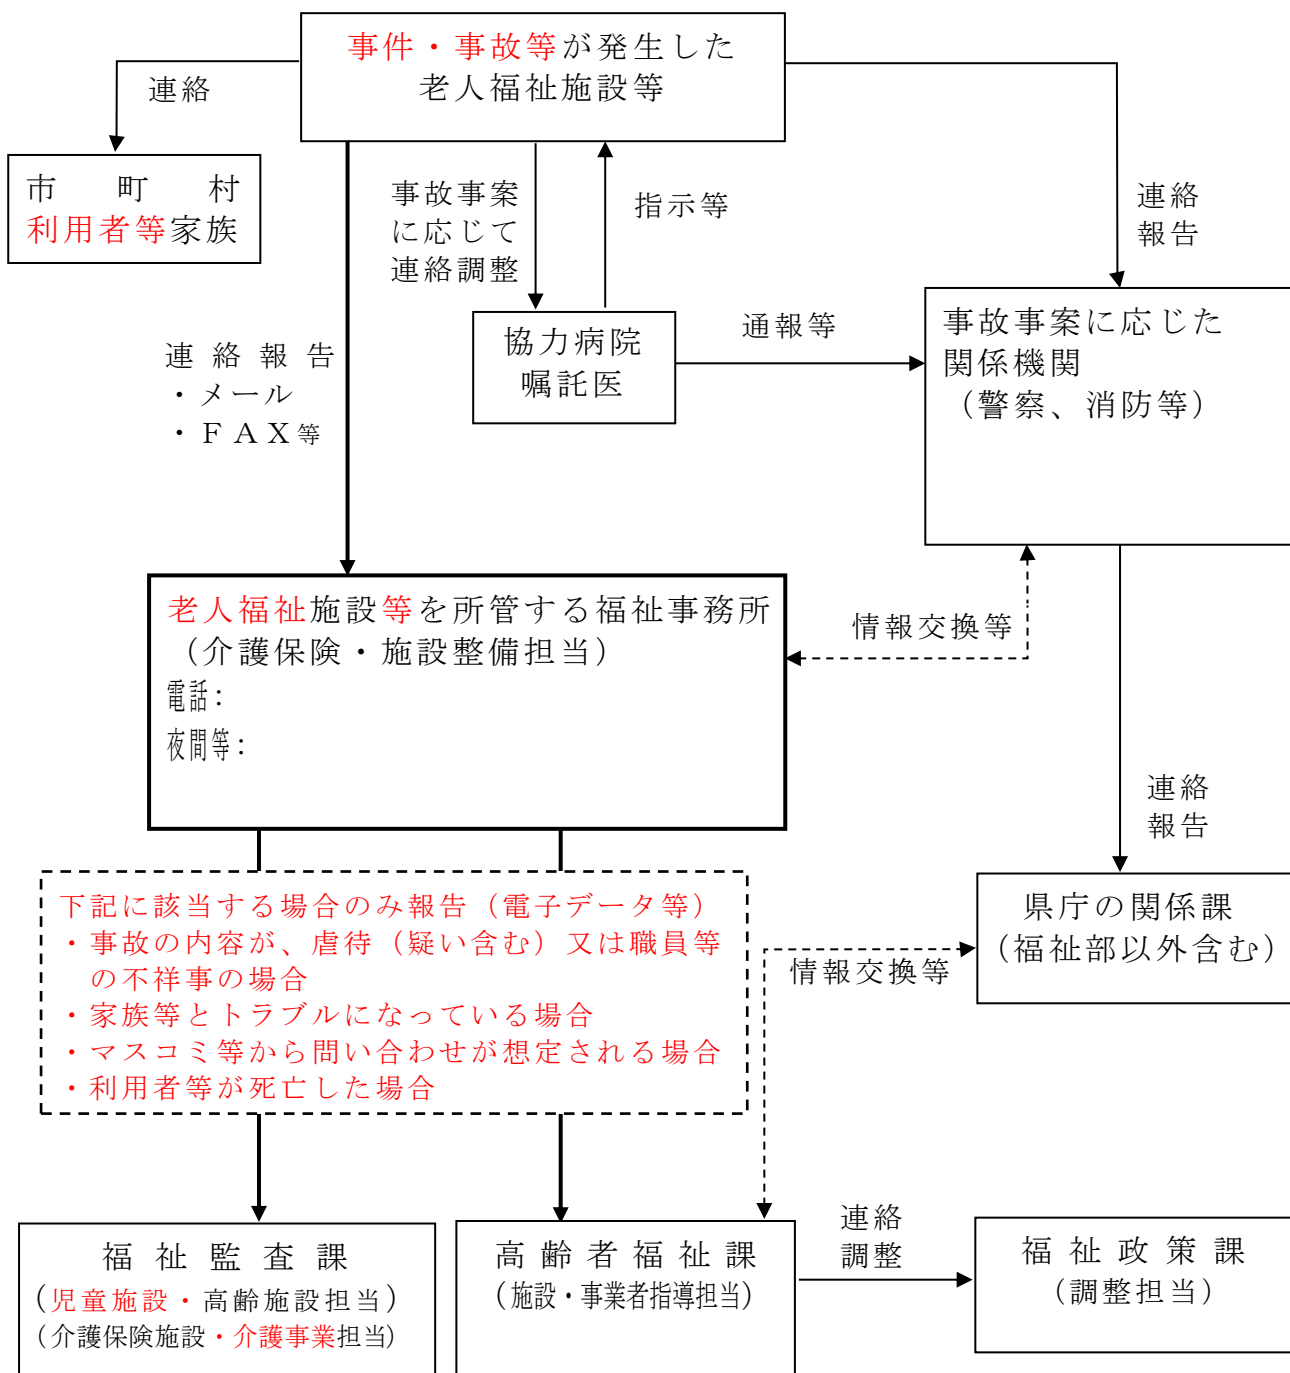 事件・事故等が発生した
老人福祉施設等
連絡
市町村
利用者等家族
事故事案
に応じて
連絡調整
指示等
連絡
報告
協力病院
嘱託医
通報等
事故事案に応じた
関係機関
（警察、消防等）
連絡報告
・メール
・ＦＡＸ等
老人福祉施設等を所管する福祉事務所
（介護保険・施設整備担当）
電話：
夜間等：
情報交換等
連絡
報告
下記に該当する場合のみ報告（電子データ等）
・事故の内容が、虐待（疑い含む）又は職員等
の不祥事の場合
・家族等とトラブルになっている場合
・マスコミ等から問い合わせが想定される場合
・利用者等が死亡した場合
県庁の関係課
（福祉部以外含む）
情報交換等
福祉監査課
（児童施設・高齢施設担当）
（介護保険施設・介護事業担当）
高齢者福祉課
（施設・事業者指導担当）
連絡
調整
福祉政策課
（調整担当）